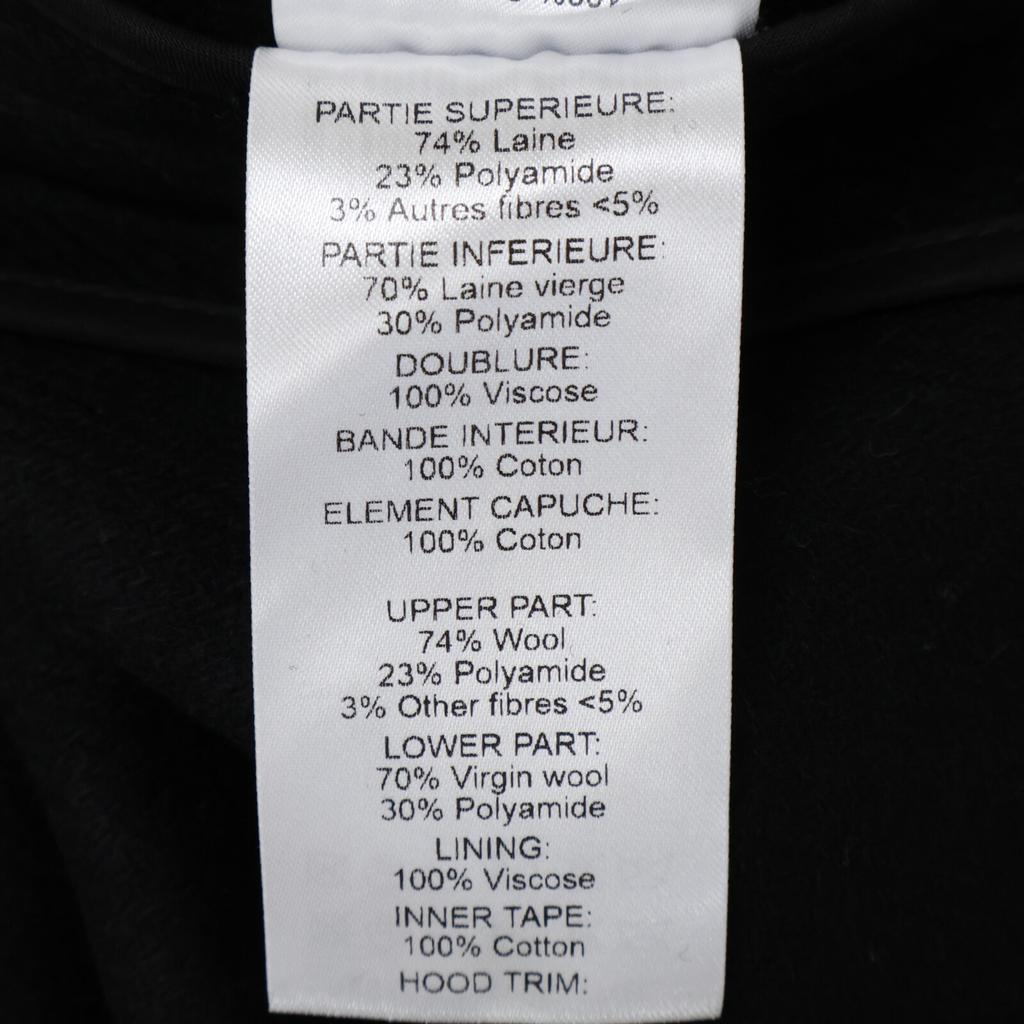 PARTIE SUPERIEURE:
74% Laine
23% Polyamide
3% Autres fibres <5%
PARTIE INFERIEURE:
70% Laine vierge
30% Polyamide
DOUBLURE:
100% Viscose
BANDE INTERIEUR:
100% Coton
ELEMENT CAPUCHE:
100% Coton
UPPER PART:
74% Wool
23% Polyamide
3% Other fibres <5%
LOWER PART:
70% Virgin wool
30% Polyamide
LINING:
100% Viscose
INNER TAPE:
100% Cotton
HOOD TRIM: